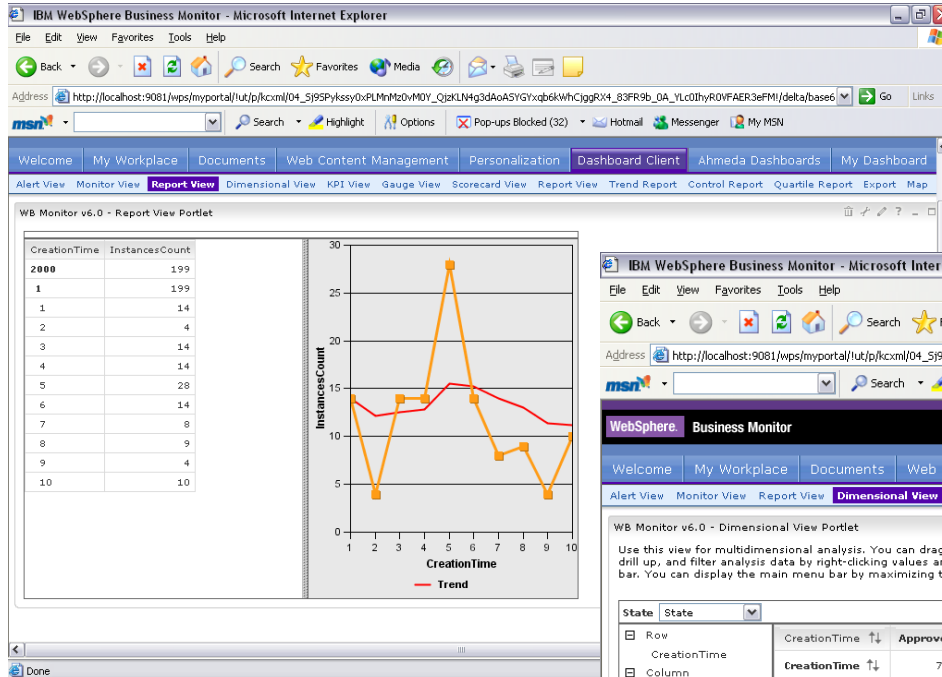 IBM WebSphere Business Monitor - Microsoft Internet Explorer
File Edit View Favorites Tools Help
Back Search Favorites Media
Address http://localhost:9081/wps/myportal/!ut/p/kcxml/04_Sj9SPykssy0xPLMnMz0vM0Y_QjzKLN4g3dAoASYGYxqb6kWhCjggRX4_83FR9b_0A_YLc0IhyR0VFAER3eFM!/delta/base6 Go Links
msn Search Highlight Options Pop-ups Blocked (32) Hotmail Messenger My MSN
Welcome My Workplace Documents Web Content Management Personalization Dashboard Client Ahmeda Dashboards My Dashboard
Alert View Monitor View Report View Dimensional View KPI View Gauge View Scorecard View Report View Trend Report Control Report Quartile Report Export Map
WB Monitor v6.0 - Report View Portlet
CreationTime InstancesCount
2000 199
1 199
1 14
2 4
3 14
4 14
5 28
6 14
7 8
8 9
9 4
10 10
30
25
20
15
10
5
0
InstancesCount
1 2 3 4 5 6 7 8 9 10
CreationTime
Trend
Done
IBM WebSphere Business Monitor - Microsoft Inter
File Edit View Favorites Tools Help
Back Search
Address http://localhost:9081/wps/myportal/!ut/p/kcxml/04_Sj9
msn Search
WebSphere. Business Monitor
Welcome My Workplace Documents Web
Alert View Monitor View Report View Dimensional View
WB Monitor v6.0 - Dimensional View Portlet
Use this view for multidimensional analysis. You can drag
drill up, and filter analysis data by right-clicking values a
bar. You can display the main menu bar by maximizing t
State State
Row CreationTime Approve
CreationTime
CreationTime 7
Column